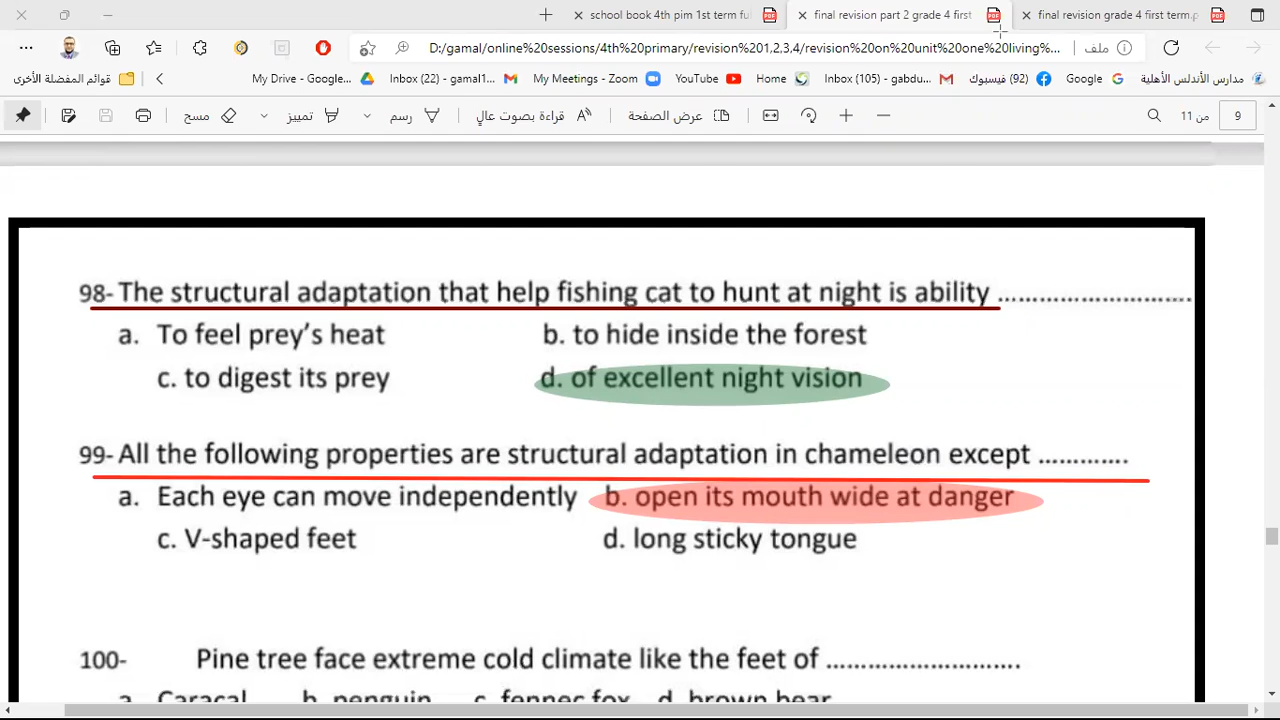 school book 4th pim 1st term ful
final revision part 2 grade 4 first
final revision grade 4 first term.p
D:/gamal/online%20sessions/4th%20primary/revision%201,2,3,4/revision%20on%20unit%20one%20living%...
ملف
قوائم المفضلة الأخرى
My Drive - Google...
Inbox (22) - gamal1...
My Meetings - Zoom
YouTube
Home
Inbox (105) - gabdu...
(92) فيسبوك
Google
مدارس الأندلس الأهلية
مسح
تمييز
رسم
قراءة بصوت عالٍ
عرض الصفحة
9
من 11
98- The structural adaptation that help fishing cat to hunt at night is ability ............................
a. To feel prey's heat b. to hide inside the forest
c. to digest its prey d. of excellent night vision
99- All the following properties are structural adaptation in chameleon except .............
a. Each eye can move independently b. open its mouth wide at danger
c. V-shaped feet d. long sticky tongue
100- Pine tree face extreme cold climate like the feet of ............................
a. Caracal b. penguin c. fennec fox d. brown bear